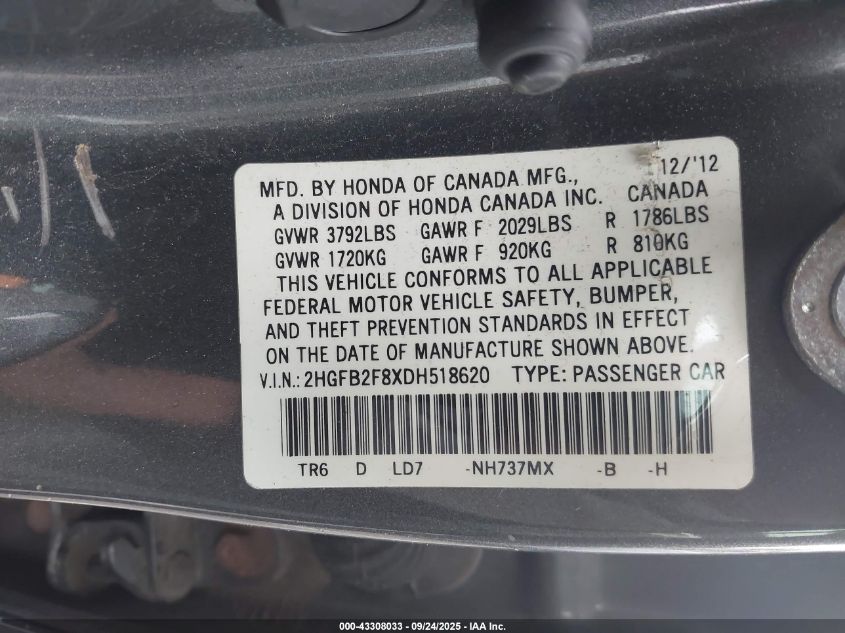 12/'12
MFD. BY HONDA OF CANADA MFG.,
A DIVISION OF HONDA CANADA INC. CANADA
GVWR 3792LBS GAWR F 2029LBS R 1786LBS
GVWR 1720KG GAWR F 920KG R 810KG
THIS VEHICLE CONFORMS TO ALL APPLICABLE
FEDERAL MOTOR VEHICLE SAFETY, BUMPER,
AND THEFT PREVENTION STANDARDS IN EFFECT
ON THE DATE OF MANUFACTURE SHOWN ABOVE.
V.I.N.: 2HGFB2F8XDH518620 TYPE: PASSENGER CAR
TR6 D LD7 -NH737MX -B -H
000-43308033 - 09/24/2025 - IAA Inc.